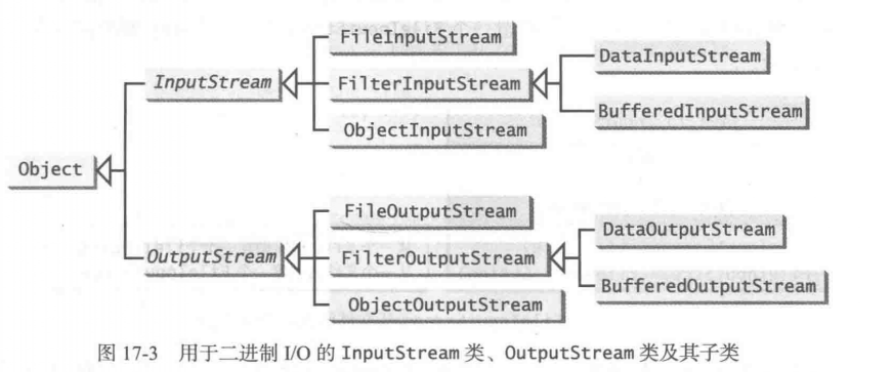 FileInputStream
DataInputStream
InputStream
FilterInputStream
BufferedInputStream
ObjectInputStream
Object
FileOutputStream
DataOutputStream
OutputStream
FilterOutputStream
BufferedOutputStream
ObjectOutputStream
图 17-3 用于二进制 I/O 的 InputStream 类、OutputStream 类及其子类